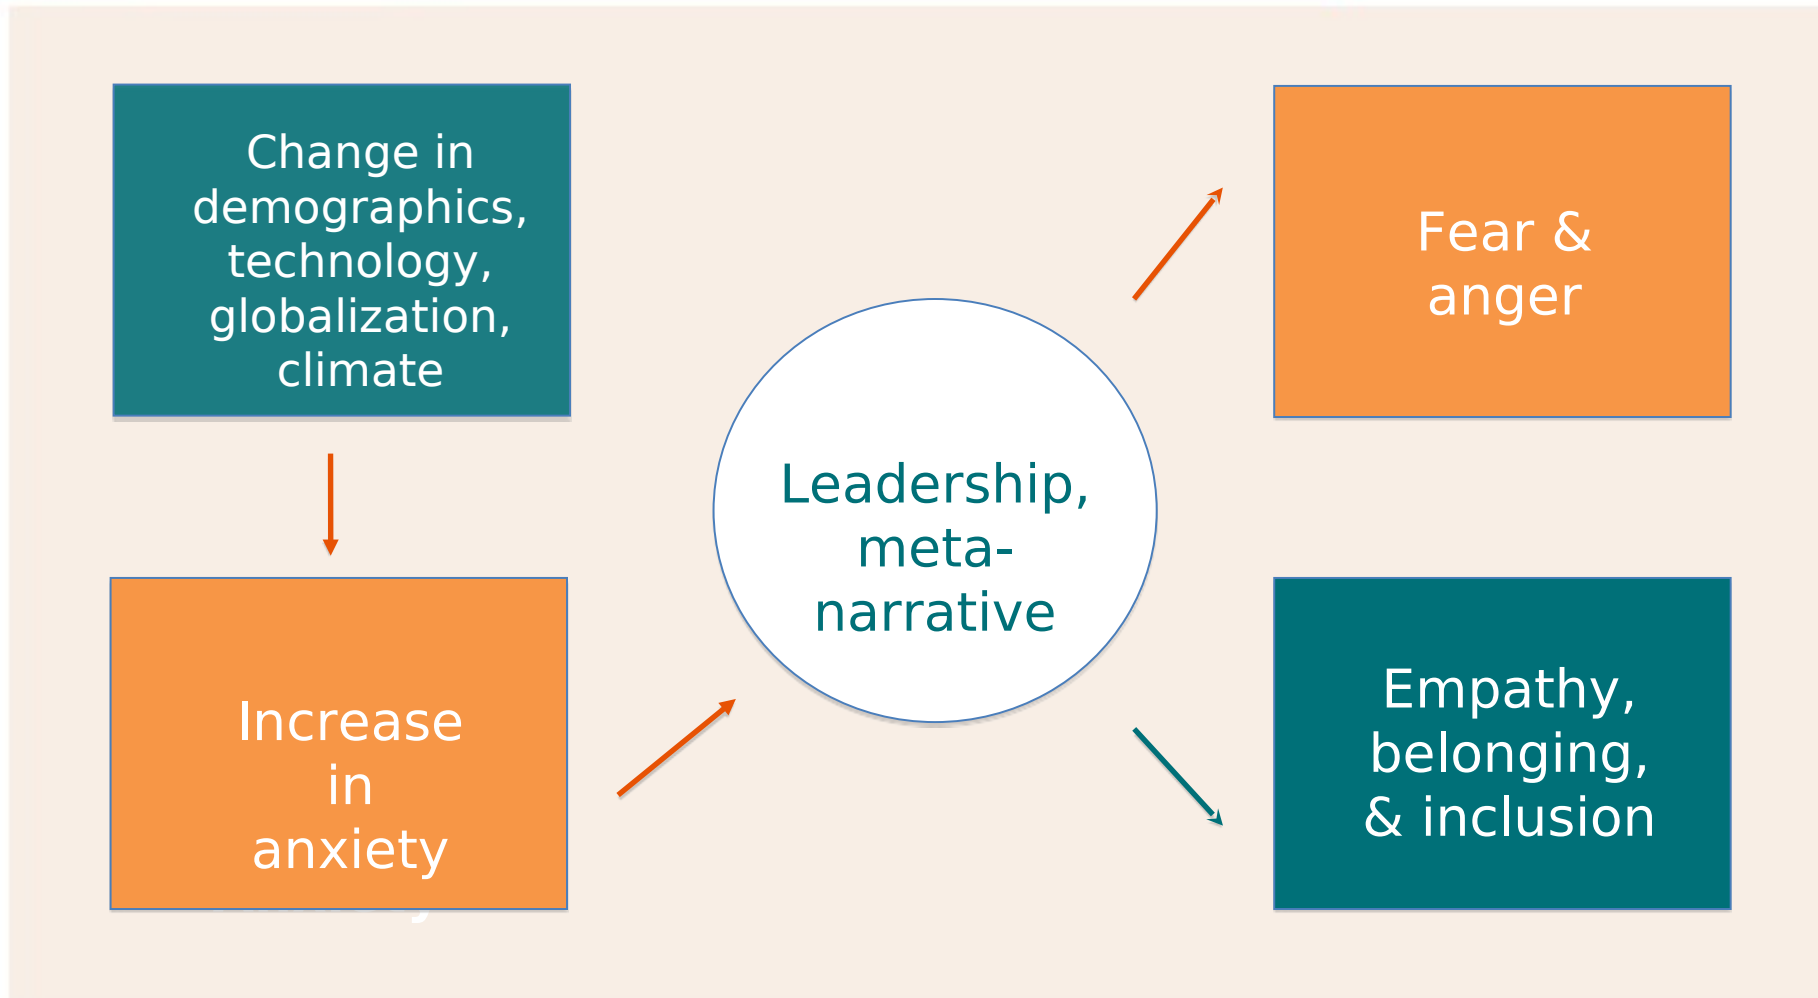 Change in
demographics,
technology,
globalization,
climate
Increase
in
anxiety
Leadership,
meta-
narrative
Fear &
anger
Empathy,
belonging,
& inclusion